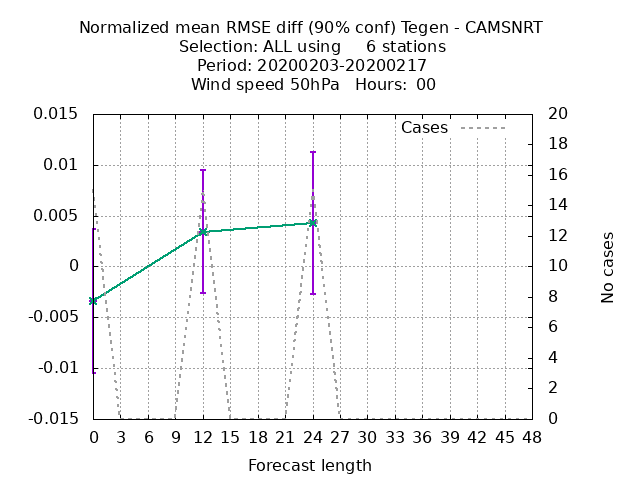 Normalized mean RMSE diff (90% conf) Tegen - CAMSNRT
Selection: ALL using 6 stations
Period: 20200203-20200217
Wind speed 50hPa Hours: 00
Cases
0.015
0.01
0.005
0
-0.005
-0.01
-0.015
20
18
16
14
12
10
8
6
4
2
0
No cases
0 3 6 9 12 15 18 21 24 27 30 33 36 39 42 45 48
Forecast length